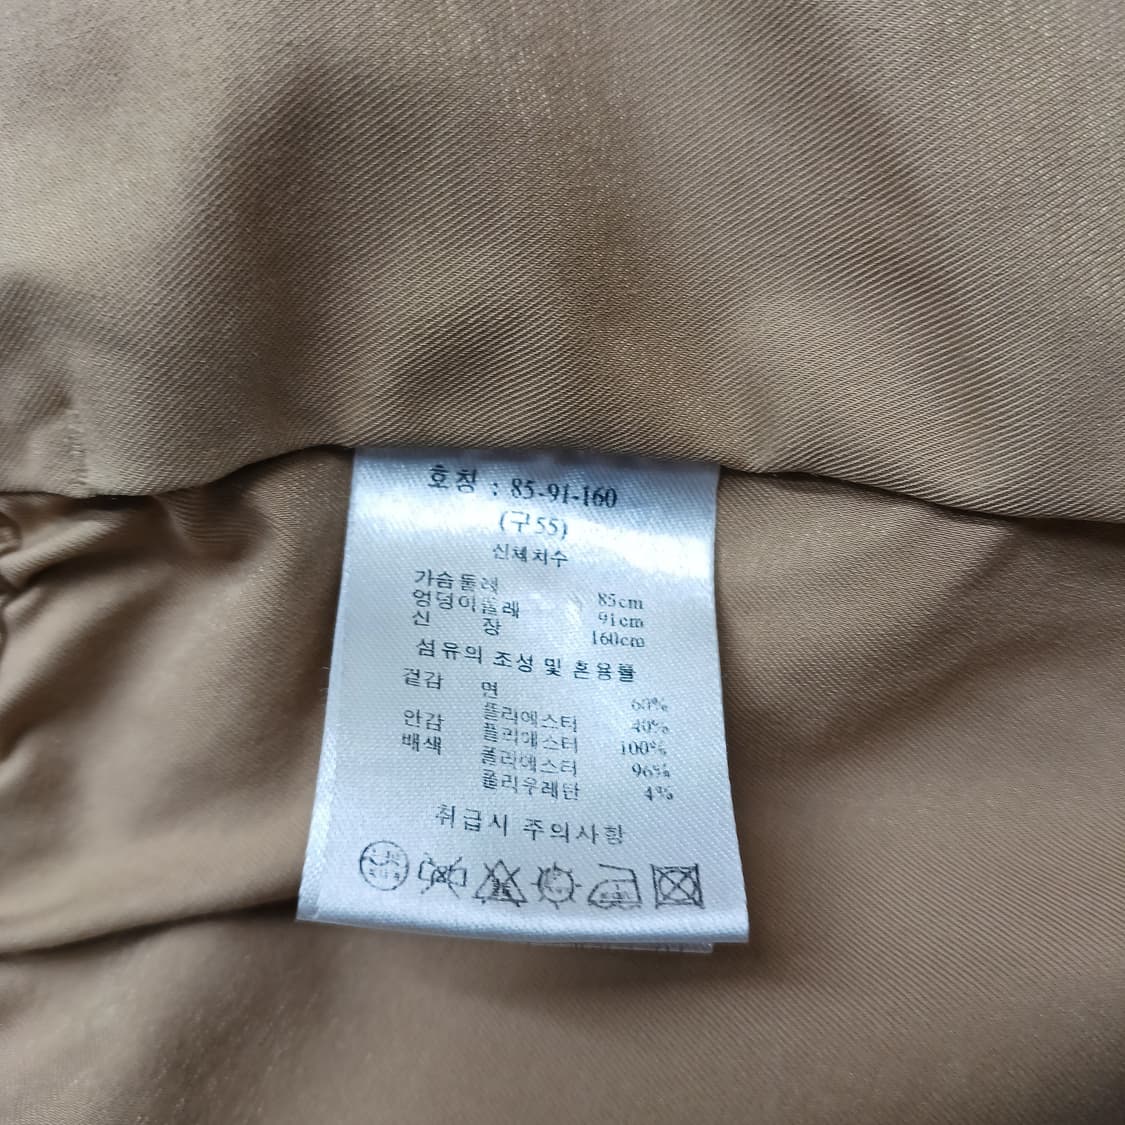 호칭 : 85-91-160
(구55)
신체치수
가슴둘레 85cm
엉덩이둘레 91cm
신 장 160cm
섬유의 조성 및 혼용률
겉감 면 60%
폴리에스터 40%
안감 폴리에스터 100%
배색 폴리에스터 96%
폴리우레탄 4%
취급시 주의사항